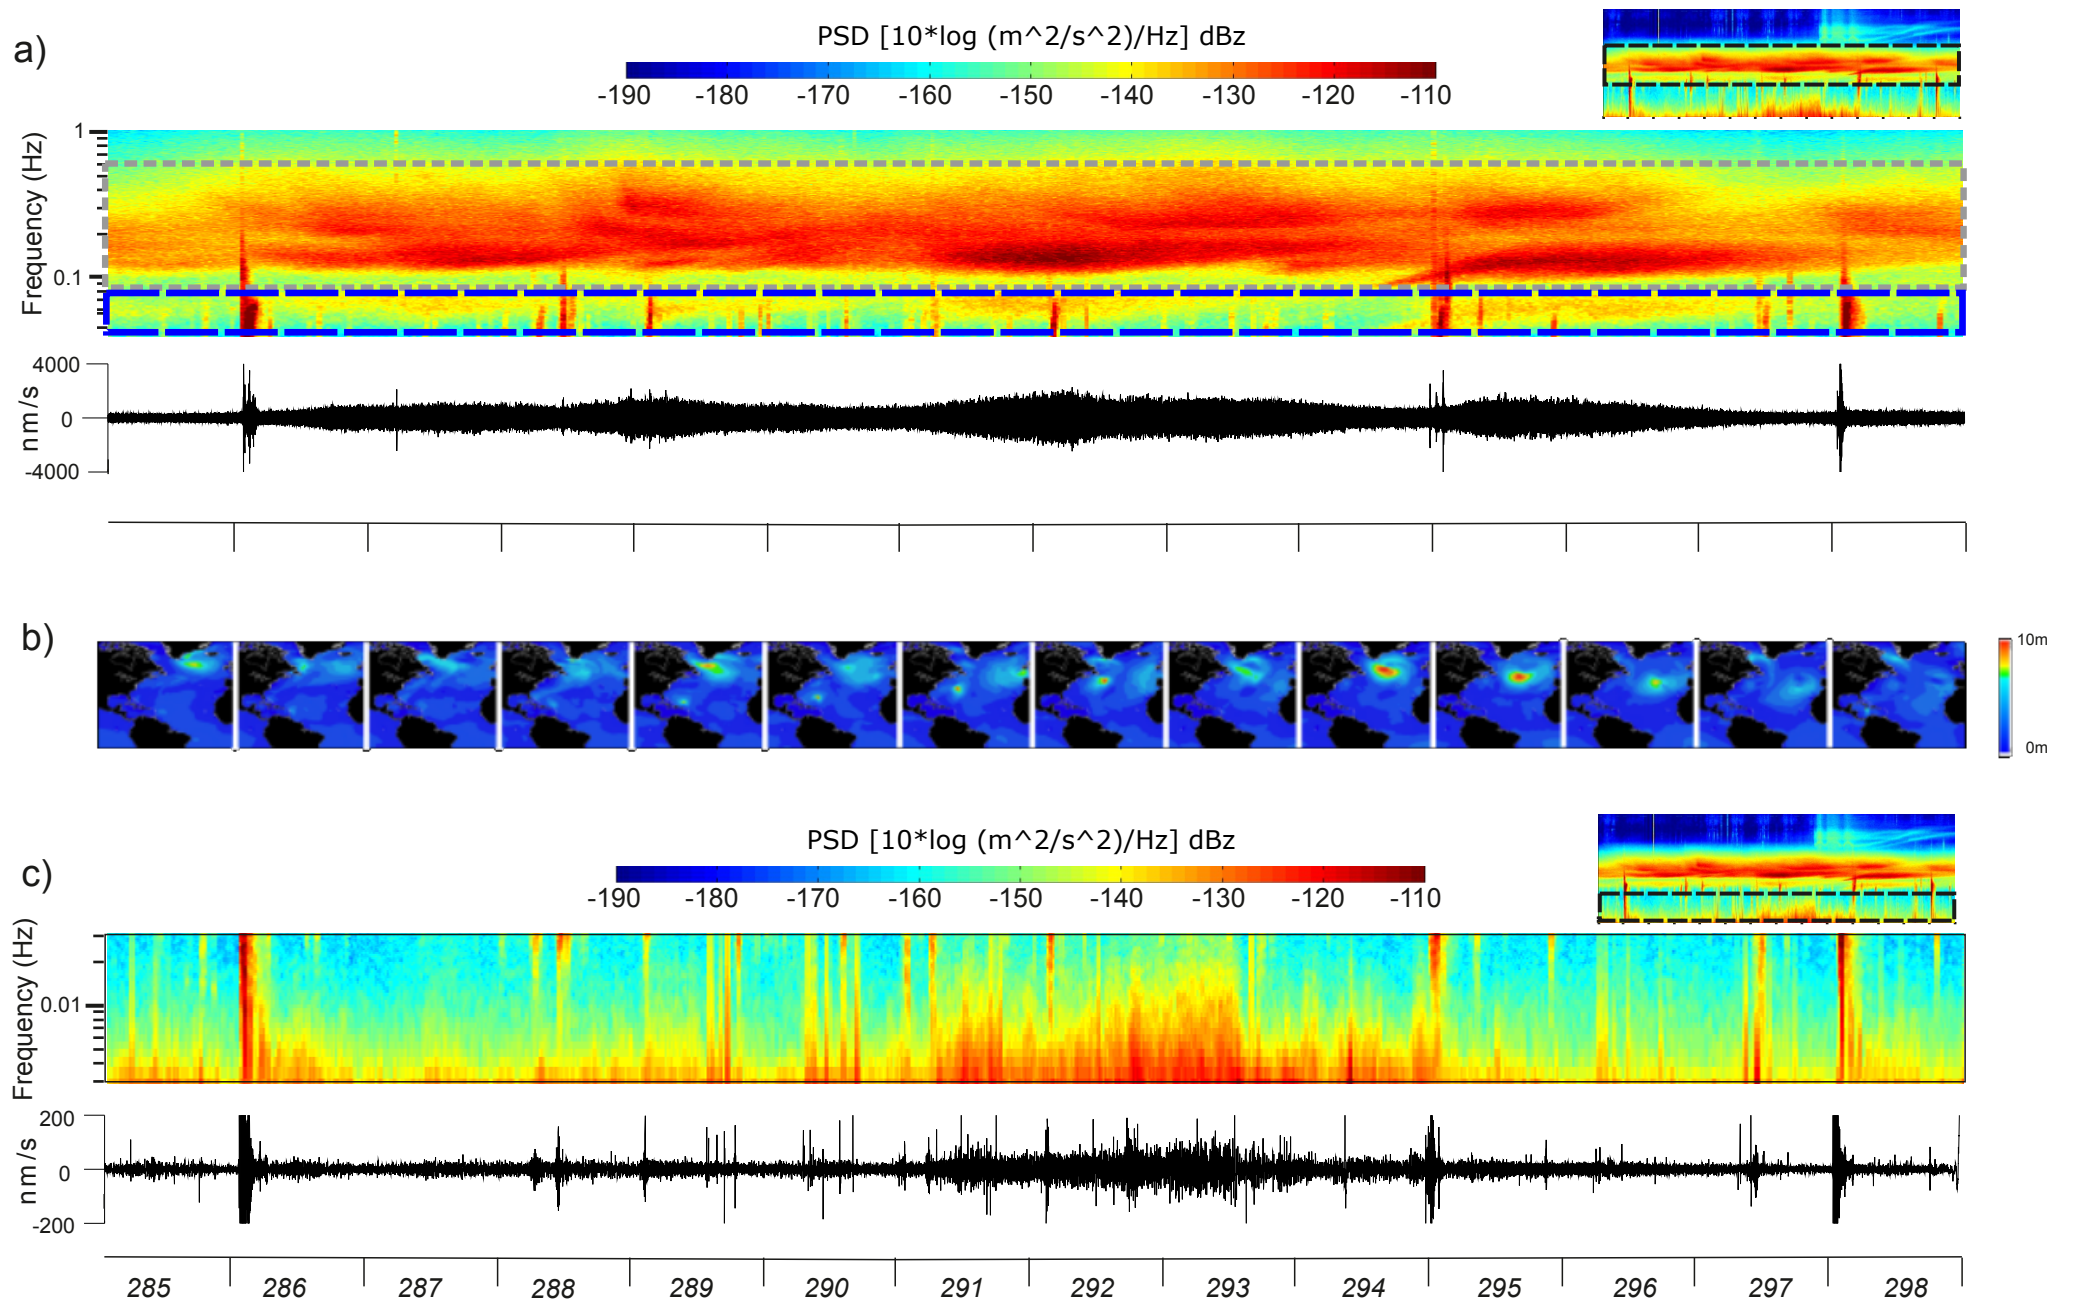 a)
PSD [10*log (m^2/s^2)/Hz] dBz
-190 -180 -170 -160 -150 -140 -130 -120 -110
Frequency (Hz)
1
0.1
nm/s
4000
0
-4000
b)
10m
0m
c)
PSD [10*log (m^2/s^2)/Hz] dBz
-190 -180 -170 -160 -150 -140 -130 -120 -110
Frequency (Hz)
0.01
nm/s
200
0
-200
285 286 287 288 289 290 291 292 293 294 295 296 297 298